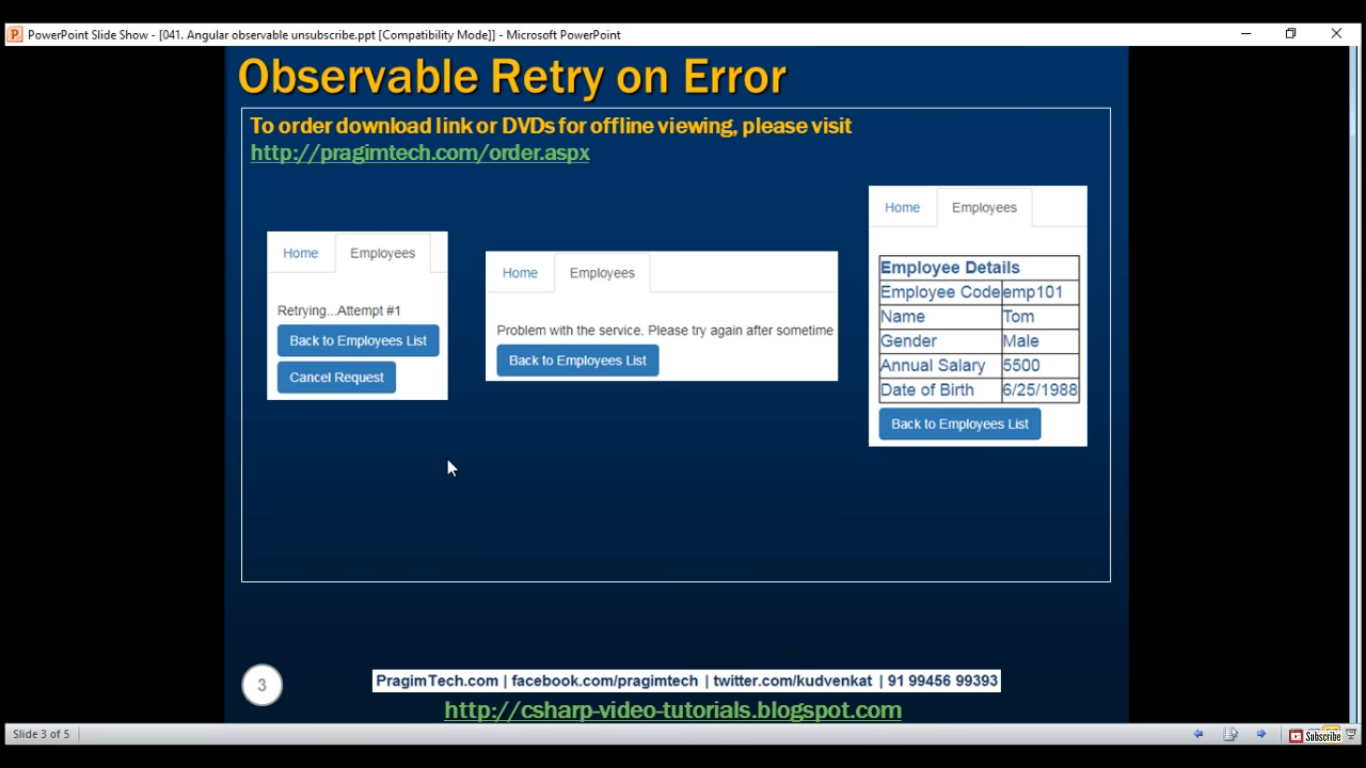 PowerPoint Slide Show - [041. Angular observable unsubscribe.ppt [Compatibility Mode]] - Microsoft PowerPoint
Observable Retry on Error
To order download link or DVDs for offline viewing, please visit
http://pragimtech.com/order.aspx
Home Employees
Retrying...Attempt #1
Back to Employees List
Cancel Request
Home Employees
Problem with the service. Please try again after sometime
Back to Employees List
Home Employees
Employee Details
Employee Code emp101
Name Tom
Gender Male
Annual Salary 5500
Date of Birth 6/25/1988
Back to Employees List
3
PragimTech.com | facebook.com/pragimtech | twitter.com/kudvenkat | 91 99456 99393
http://csharp-video-tutorials.blogspot.com
Slide 3 of 5
Subscribe